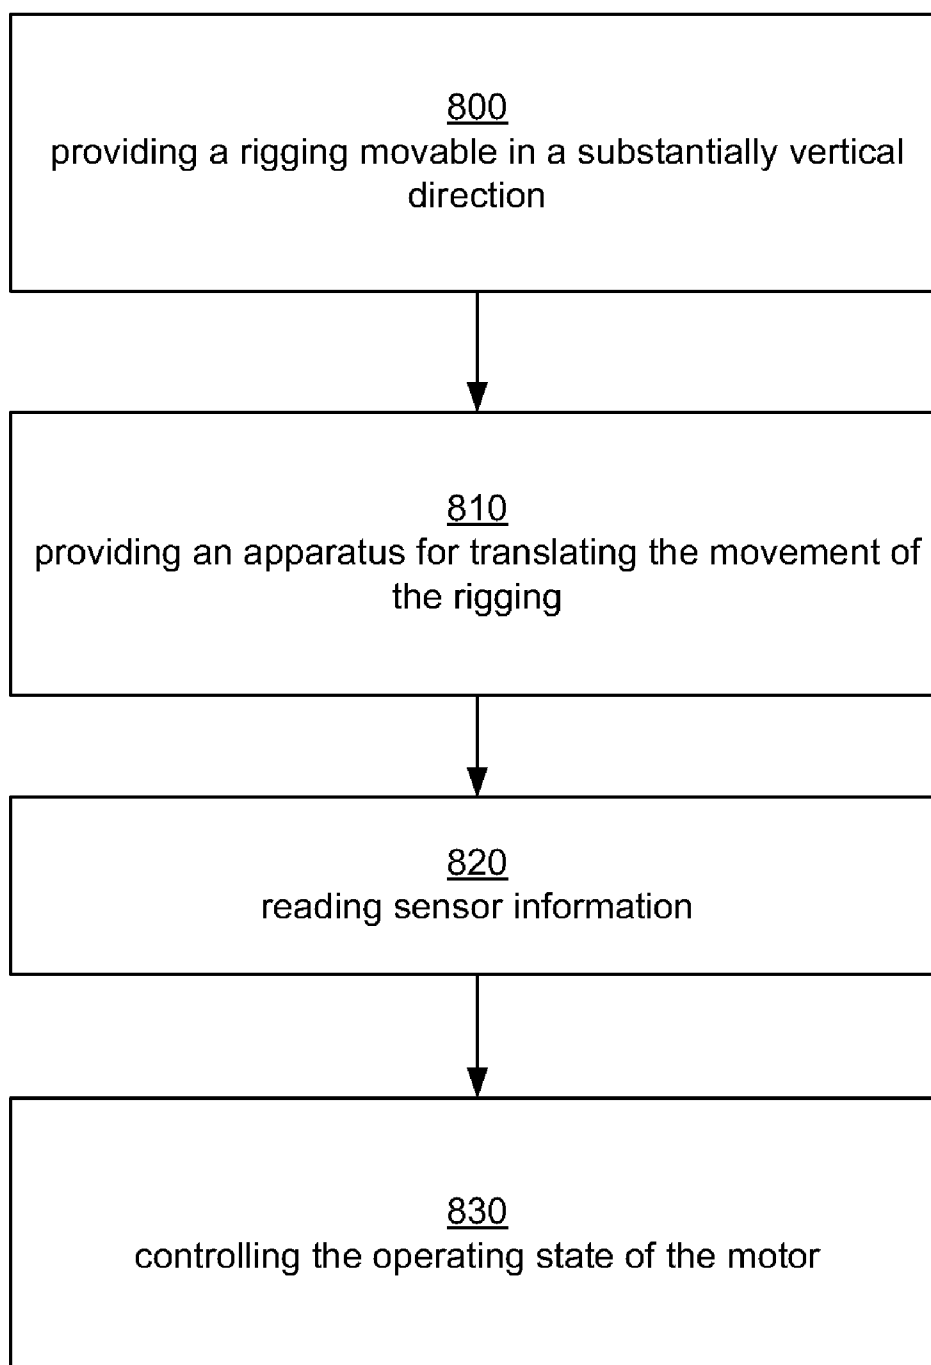 800
providing a rigging movable in a substantially vertical
direction
810
providing an apparatus for translating the movement of
the rigging
820
reading sensor information
830
controlling the operating state of the motor